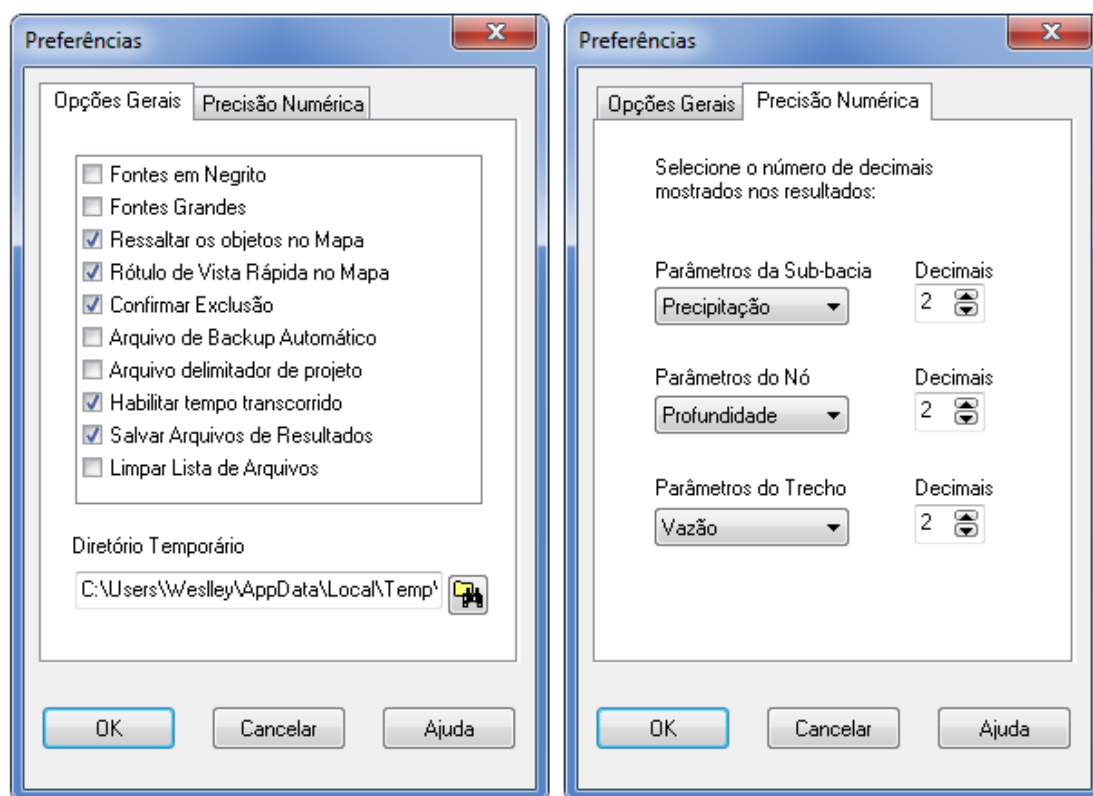 Preferências
Opções Gerais
Precisão Numérica
Fontes em Negrito
Fontes Grandes
Ressaltar os objetos no Mapa
Rótulo de Vista Rápida no Mapa
Confirmar Exclusão
Arquivo de Backup Automático
Arquivo delimitador de projeto
Habilitar tempo transcorrido
Salvar Arquivos de Resultados
Limpar Lista de Arquivos
Diretório Temporário
C:\Users\Weslley\AppData\Local\Temp\
OK
Cancelar
Ajuda
Preferências
Opções Gerais
Precisão Numérica
Selecione o número de decimais
mostrados nos resultados:
Parâmetros da Sub-bacia
Decimais
Precipitação
2
Parâmetros do Nó
Decimais
Profundidade
2
Parâmetros do Trecho
Decimais
Vazão
2
OK
Cancelar
Ajuda